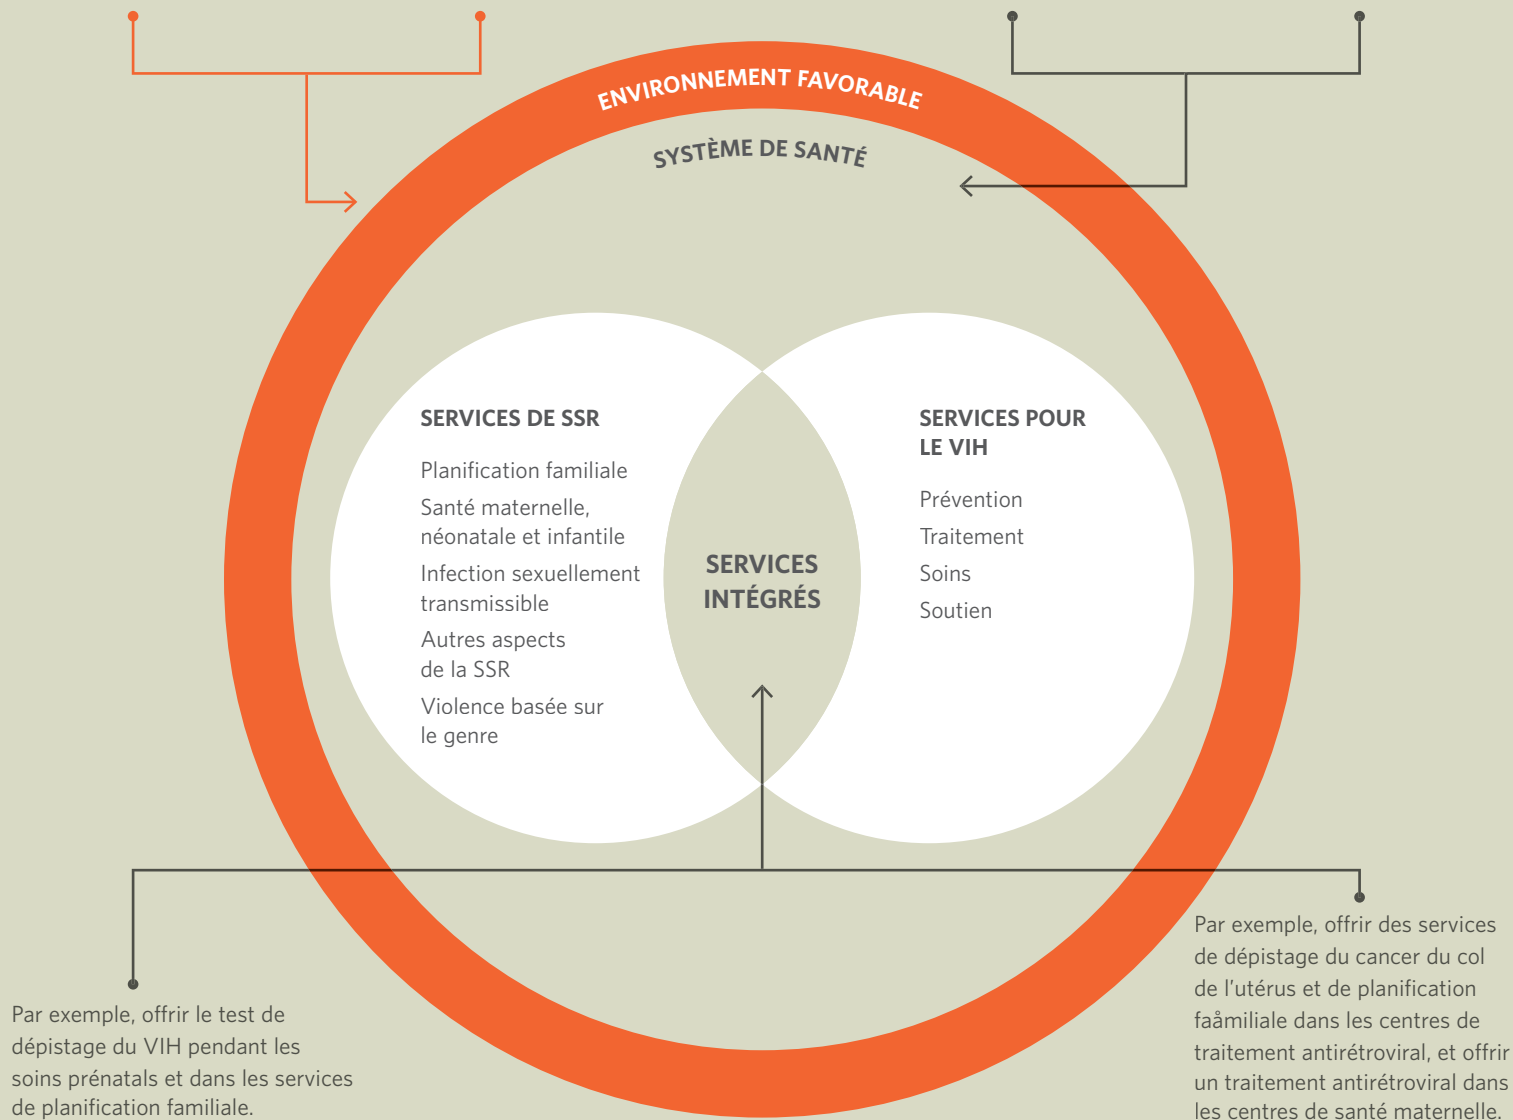 ENVIRONNEMENT FAVORABLE
SYSTÈME DE SANTÉ
SERVICES DE SSR
Planification familiale
Santé maternelle,
néonatale et infantile
Infection sexuellement
transmissible
Autres aspects
de la SSR
Violence basée sur
le genre
SERVICES
INTÉGRÉS
SERVICES POUR
LE VIH
Prévention
Traitement
Soins
Soutien
Par exemple, offrir le test de
dépistage du VIH pendant les
soins prénatals et dans les services
de planification familiale.
Par exemple, offrir des services
de dépistage du cancer du col
de l'utérus et de planification
faåmiliale dans les centres de
traitement antirétroviral, et offrir
un traitement antirétroviral dans
les centres de santé maternelle.